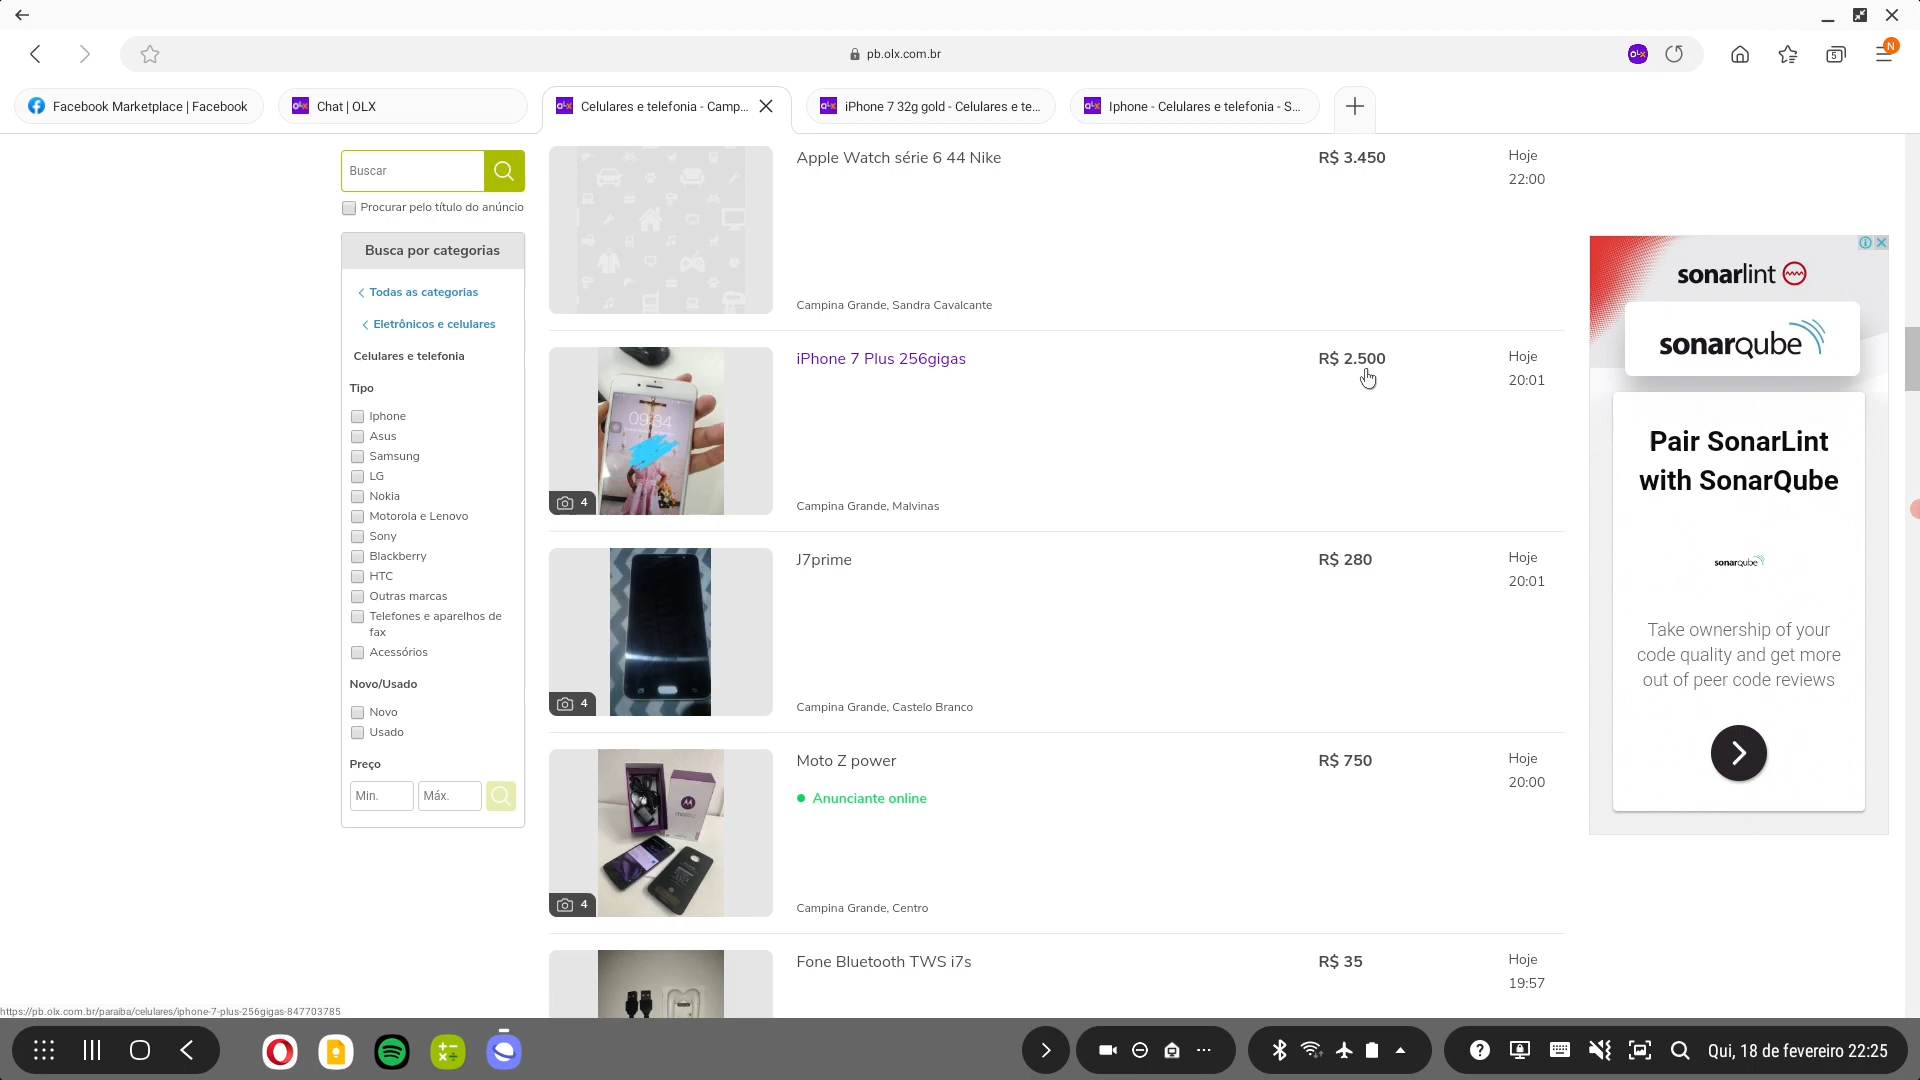 pb.olx.com.br
5
N
Facebook Marketplace | Facebook
Chat | OLX
Celulares e telefonia - Camp...
iPhone 7 32g gold - Celulares e te...
Iphone - Celulares e telefonia - S...
Buscar
Procurar pelo título do anúncio
Busca por categorias
Todas as categorias
Eletrônicos e celulares
Celulares e telefonia
Tipo
Iphone
Asus
Samsung
LG
Nokia
Motorola e Lenovo
Sony
Blackberry
HTC
Outras marcas
Telefones e aparelhos de
fax
Acessórios
Novo/Usado
Novo
Usado
Preço
Min.
Máx.
Apple Watch série 6 44 Nike
R$ 3.450
Hoje
22:00
Campina Grande, Sandra Cavalcante
iPhone 7 Plus 256gigas
R$ 2.500
Hoje
20:01
09:34
4
Campina Grande, Malvinas
J7prime
R$ 280
Hoje
20:01
4
Campina Grande, Castelo Branco
Moto Z power
R$ 750
Hoje
20:00
Anunciante online
4
Campina Grande, Centro
Fone Bluetooth TWS i7s
R$ 35
Hoje
19:57
sonarlint
sonarqube
Pair SonarLint
with SonarQube
sonarqube
Take ownership of your
code quality and get more
out of peer code reviews
https://pb.olx.com.br/paraiba/celulares/iphone-7-plus-256gigas-847703785
Qui, 18 de fevereiro 22:25